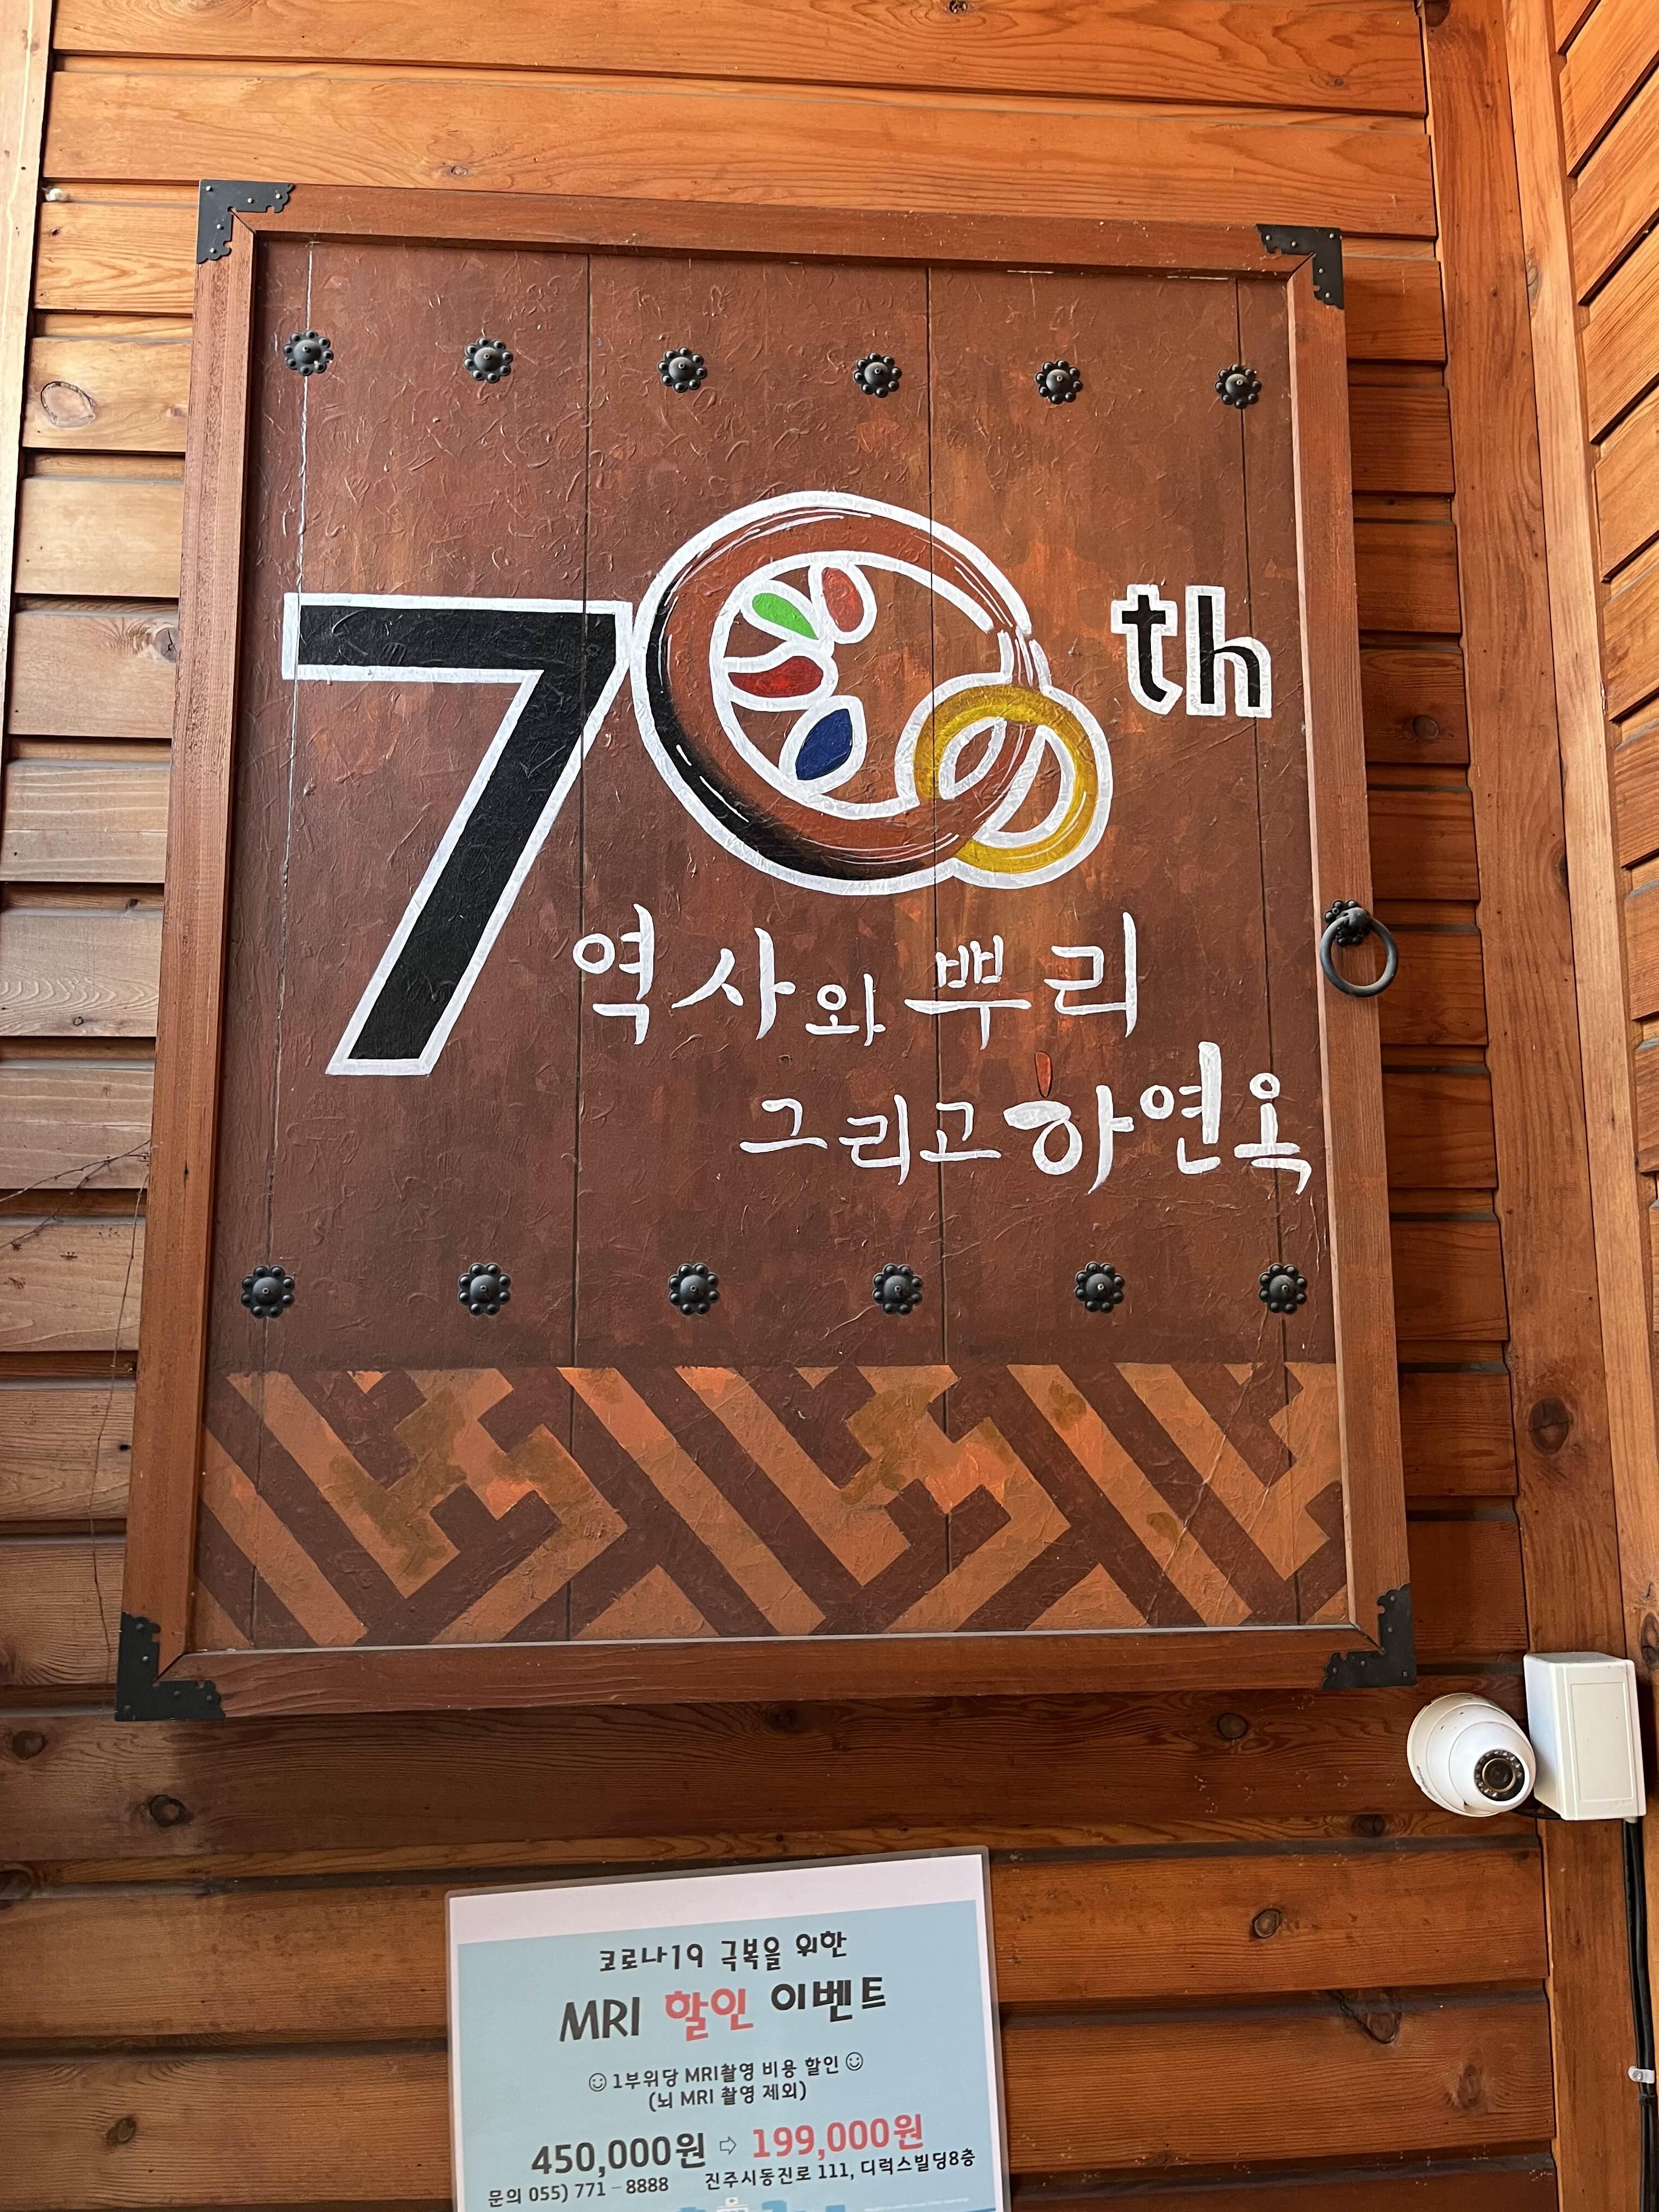 70th
역사와뿌리
그리고하연옥
코로나19 극복을 위한
MRI 할인 이벤트
1부위당 MRI촬영 비용 할인
(뇌 MRI 촬영 제외)
450,000원 ⇨ 199,000원
문의 055) 771-8888 진주시동진로 111, 디럭스빌딩8층